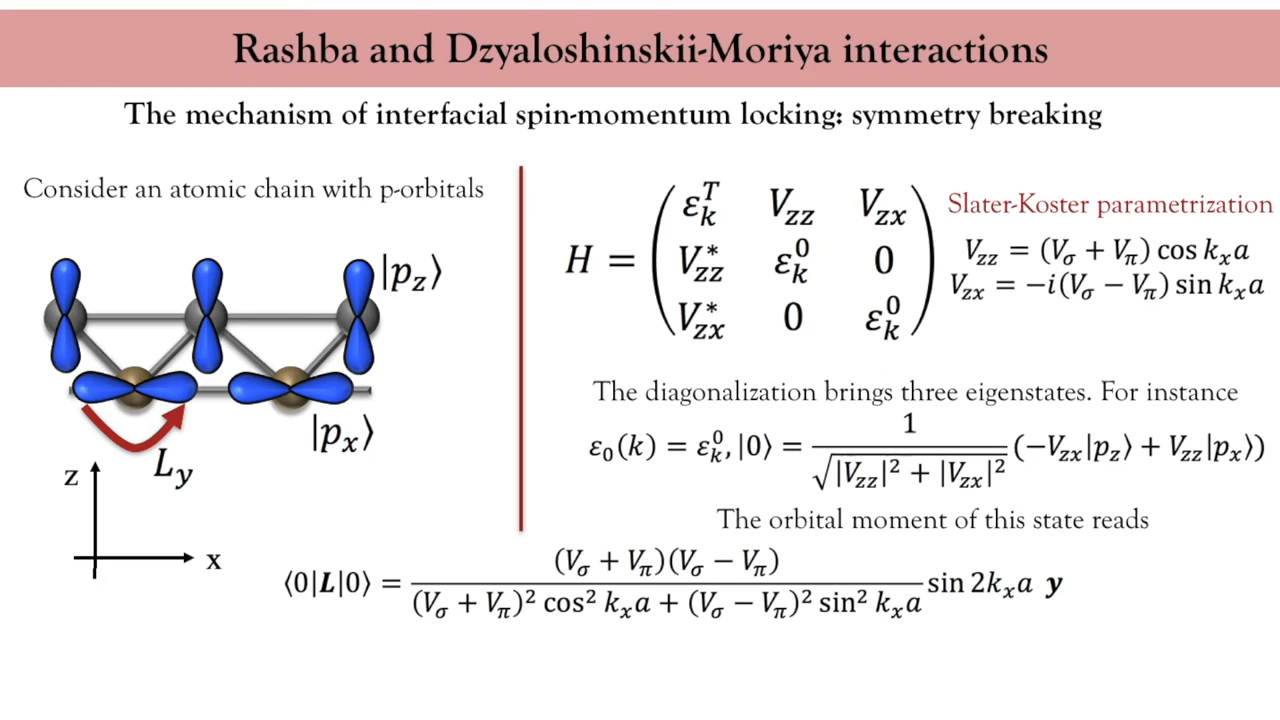 Rashba and Dzyaloshinskii-Moriya interactions
The mechanism of interfacial spin-momentum locking: symmetry breaking
Consider an atomic chain with p-orbitals
|p_z⟩
|p_x⟩
L_y
z
x
H = ( ε_k^T V_zz V_zx
V_zz^* ε_k^0 0
V_zx^* 0 ε_k^0 )
Slater-Koster parametrization
V_zz = (V_σ + V_π) cos k_x a
V_zx = −i(V_σ − V_π) sin k_x a
The diagonalization brings three eigenstates. For instance
ε_0(k) = ε_k^0, |0⟩ = 1 / √(|V_zz|^2 + |V_zx|^2) (−V_zx|p_z⟩ + V_zz|p_x⟩)
The orbital moment of this state reads
⟨0|L|0⟩ = (V_σ + V_π)(V_σ − V_π) / ((V_σ + V_π)^2 cos^2 k_x a + (V_σ − V_π)^2 sin^2 k_x a) sin 2k_x a y